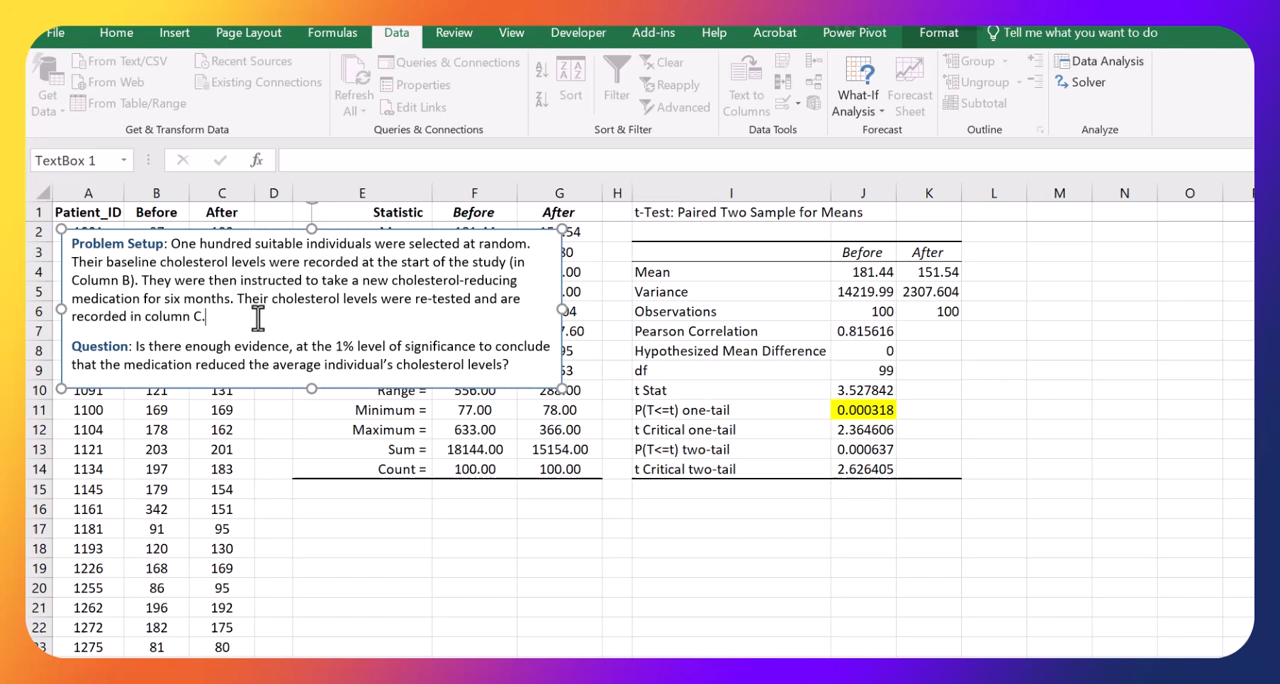 File Home Insert Page Layout Formulas Data Review View Developer Add-ins Help Acrobat Power Pivot Format Tell me what you want to do
Get Data
From Text/CSV
From Web
From Table/Range
Recent Sources
Existing Connections
Get & Transform Data
Refresh All
Queries & Connections
Properties
Edit Links
Queries & Connections
Sort
Filter
Clear
Reapply
Advanced
Sort & Filter
Text to Columns
Data Tools
What-If Analysis
Forecast Sheet
Forecast
Group
Ungroup
Subtotal
Outline
Data Analysis
Solver
Analyze
TextBox 1 fx
A B C D E F G H I J K L M N O
1 Patient_ID Before After Statistic Before After t-Test: Paired Two Sample for Means
Problem Setup: One hundred suitable individuals were selected at random.
Their baseline cholesterol levels were recorded at the start of the study (in
Column B). They were then instructed to take a new cholesterol-reducing
medication for six months. Their cholesterol levels were re-tested and are
recorded in column C.
Question: Is there enough evidence, at the 1% level of significance to conclude
that the medication reduced the average individual's cholesterol levels?
2
3 Before After
4 Mean 181.44 151.54
5 Variance 14219.99 2307.604
6 Observations 100 100
7 Pearson Correlation 0.815616
8 Hypothesized Mean Difference 0
9 df 99
10 1091 121 131 Range = 556.00 288.00 t Stat 3.527842
11 1100 169 169 Minimum = 77.00 78.00 P(T<=t) one-tail 0.000318
12 1104 178 162 Maximum = 633.00 366.00 t Critical one-tail 2.364606
13 1121 203 201 Sum = 18144.00 15154.00 P(T<=t) two-tail 0.000637
14 1134 197 183 Count = 100.00 100.00 t Critical two-tail 2.626405
15 1145 179 154
16 1161 342 151
17 1181 91 95
18 1193 120 130
19 1226 168 169
20 1255 86 95
21 1262 196 192
22 1272 182 175
23 1275 81 80